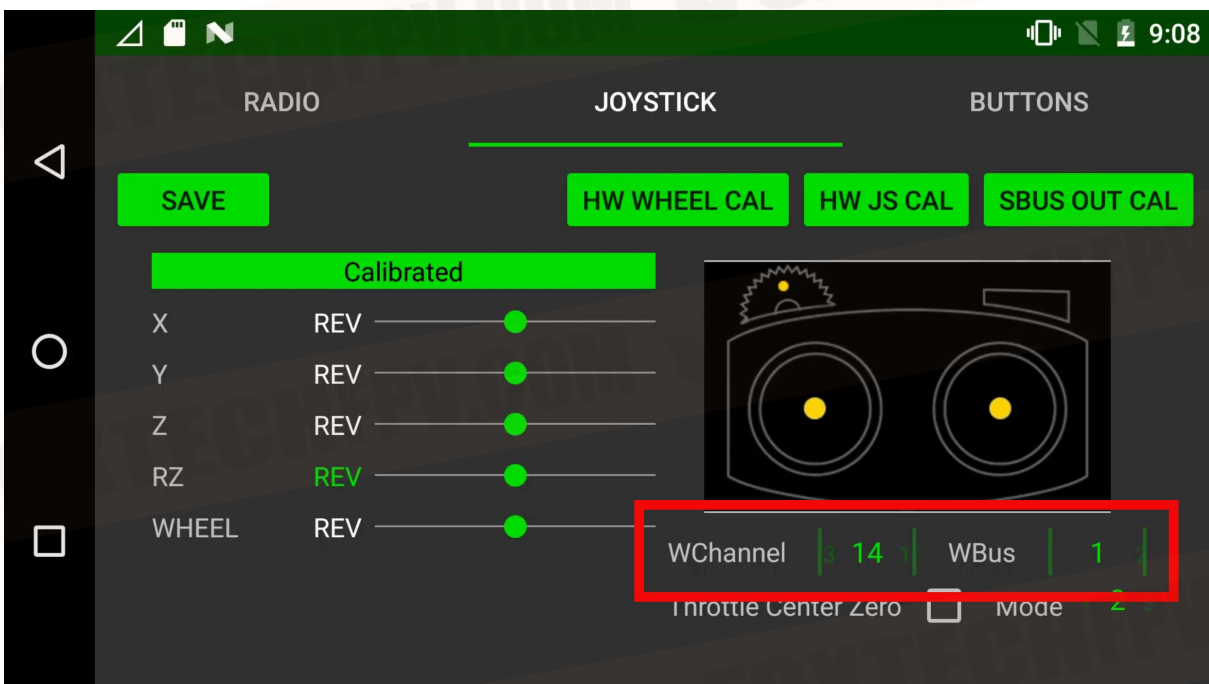 9:08
RADIO JOYSTICK BUTTONS
SAVE HW WHEEL CAL HW JS CAL SBUS OUT CAL
Calibrated
X REV
Y REV
Z REV
RZ REV
WHEEL REV
WChannel 14 WBus 1 2
Throttle Center Zero Mode 2